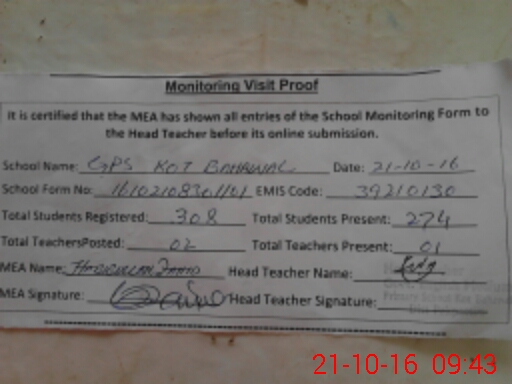 Monitoring Visit Proof
It is certified that the MEA has shown all entries of the School Monitoring Form to
the Head Teacher before its online submission.
School Name: GPS KOT BAHAWAL Date: 21-10-16
School Form No: 16102108301101 EMIS Code: 39210130
Total Students Registered: 308 Total Students Present: 274
Total TeachersPosted: 02 Total Teachers Present: 01
MEA Name: Head Teacher Name:
MEA Signature: Head Teacher Signature:
21-10-16 09:43